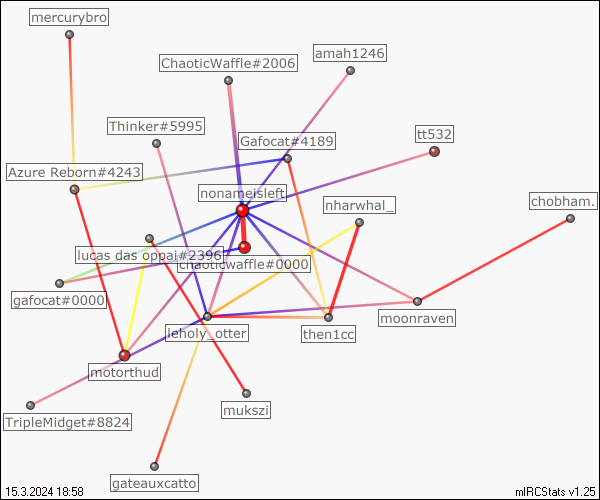 mercurybro
amah1246
ChaoticWaffle#2006
Thinker#5995
Gafocat#4189
tt532
Azure Reborn#4243
nonameisleft
nharwhal_
chobham.
lucas das oppai#2396
chaoticwaffle#0000
gafocat#0000
moonraven
leholy_otter
then1cc
motorthud
mukszi
TripleMidget#8824
gateauxcatto
15.3.2024 18:58
mIRCStats v1.25